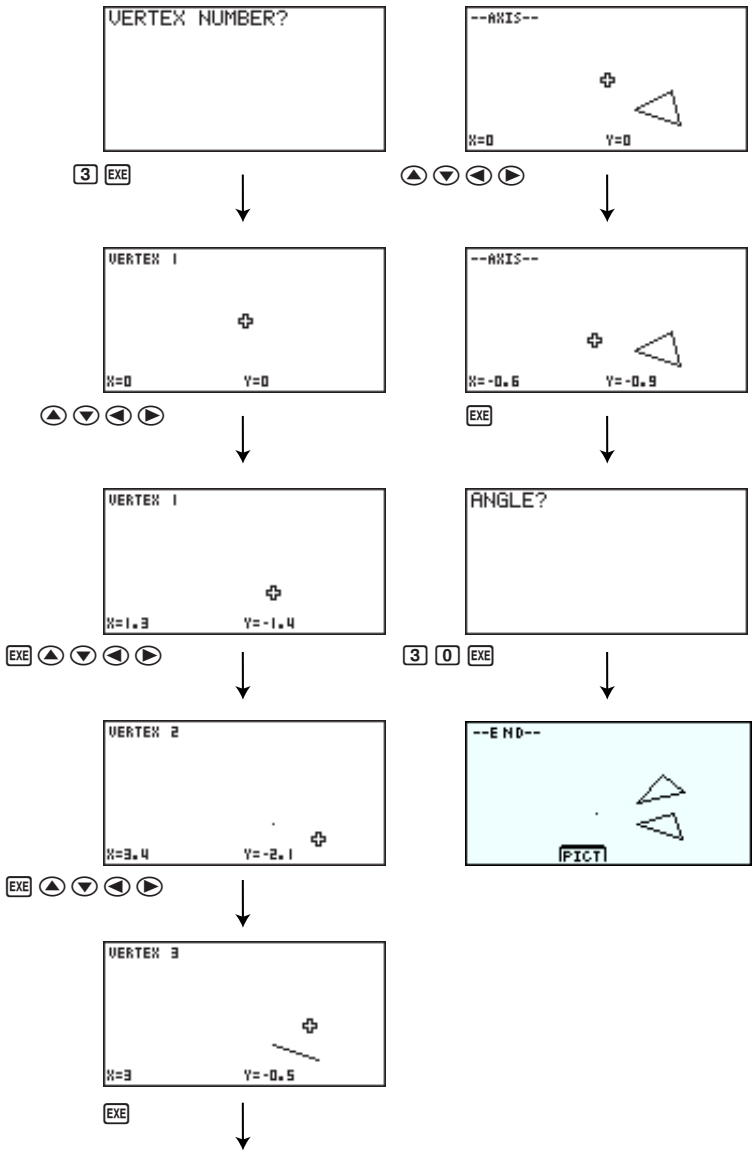 VERTEX NUMBER?
3 EXE
VERTEX 1
X=0 Y=0
VERTEX 1
X=1.3 Y=-1.4
EXE
VERTEX 2
X=3.4 Y=-2.1
EXE
VERTEX 3
X=3 Y=-0.5
EXE
--AXIS--
X=0 Y=0
--AXIS--
X=-0.6 Y=-0.9
EXE
ANGLE?
3 0 EXE
--END--
PICT